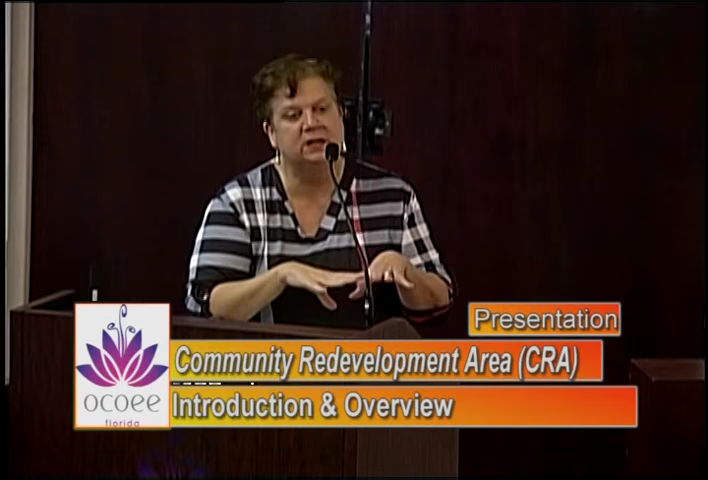 Presentation
Community Redevelopment Area (CRA)
Introduction & Overview
ocoee
florida